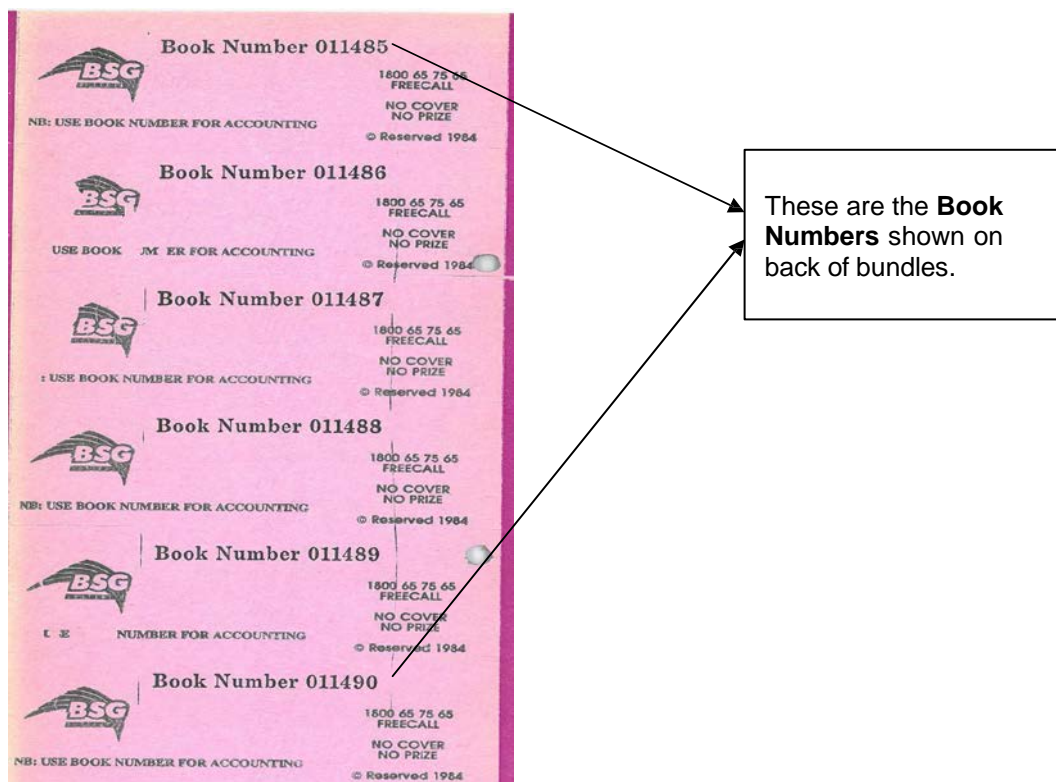 Book Number 011485
BSG
1800 65 75 65
FREECALL
NO COVER
NO PRIZE
NB: USE BOOK NUMBER FOR ACCOUNTING
© Reserved 1984
Book Number 011486
BSG
1800 65 75 65
FREECALL
NO COVER
NO PRIZE
USE BOOK FOR ACCOUNTING
© Reserved 1984
Book Number 011487
BSG
1800 65 75 65
FREECALL
NO COVER
NO PRIZE
: USE BOOK NUMBER FOR ACCOUNTING
© Reserved 1984
Book Number 011488
BSG
1800 65 75 65
FREECALL
NO COVER
NO PRIZE
NB: USE BOOK NUMBER FOR ACCOUNTING
© Reserved 1984
Book Number 011489
BSG
1800 65 75 65
FREECALL
NO COVER
NO PRIZE
NUMBER FOR ACCOUNTING
© Reserved 1984
Book Number 011490
BSG
1800 65 75 65
FREECALL
NO COVER
NO PRIZE
NB: USE BOOK NUMBER FOR ACCOUNTING
© Reserved 1984
These are the Book
Numbers shown on
back of bundles.